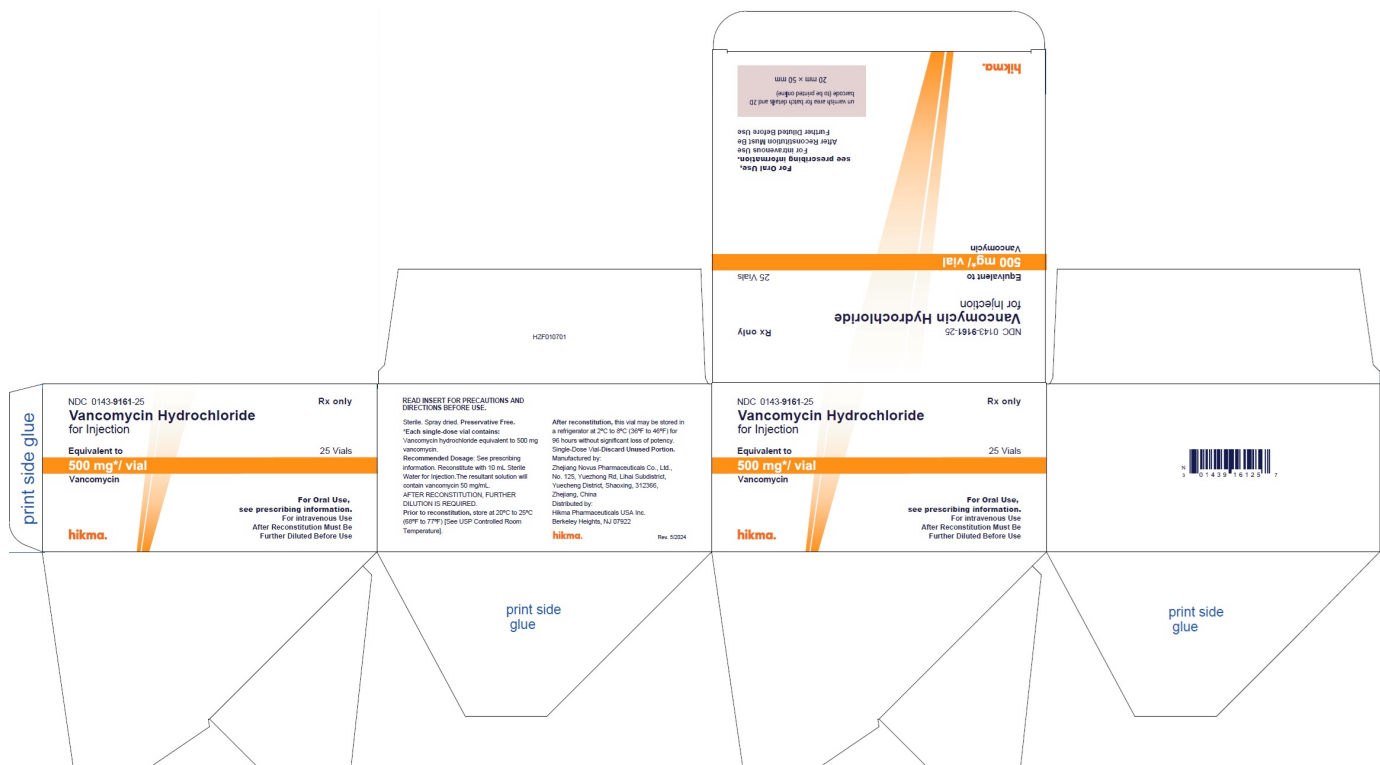 hikma.
20 mm × 50 mm
un varnish area for batch details and 2D
barcode (to be printed online)
For Oral Use,
see prescribing information.
For intravenous Use
After Reconstitution Must Be
Further Diluted Before Use
NDC 0143-9161-25
Rx only
Vancomycin Hydrochloride
for Injection
Equivalent to
25 Vials
500 mg*/ vial
Vancomycin
HZF010701
print side glue
NDC 0143-9161-25
Rx only
Vancomycin Hydrochloride
for Injection
Equivalent to
25 Vials
500 mg*/ vial
Vancomycin
For Oral Use,
see prescribing information.
For intravenous Use
After Reconstitution Must Be
Further Diluted Before Use
hikma.
READ INSERT FOR PRECAUTIONS AND
DIRECTIONS BEFORE USE.
Sterile. Spray dried. Preservative Free.
*Each single-dose vial contains:
Vancomycin hydrochloride equivalent to 500 mg
vancomycin.
Recommended Dosage: See prescribing
information. Reconstitute with 10 mL Sterile
Water for Injection.The resultant solution will
contain vancomycin 50 mg/mL.
AFTER RECONSTITUTION, FURTHER
DILUTION IS REQUIRED.
Prior to reconstitution, store at 20ºC to 25ºC
(68ºF to 77ºF) [See USP Controlled Room
Temperature].
After reconstitution, this vial may be stored in
a refrigerator at 2ºC to 8ºC (36ºF to 46ºF) for
96 hours without significant loss of potency.
Single-Dose Vial-Discard Unused Portion.
Manufactured by:
Zhejiang Novus Pharmaceuticals Co., Ltd.,
No. 125, Yuezhong Rd, Lihai Subdistrict,
Yuecheng District, Shaoxing, 312366,
Zhejiang, China
Distributed by:
Hikma Pharmaceuticals USA Inc.
Berkeley Heights, NJ 07922
hikma.
Rev. 5/2024
NDC 0143-9161-25
Rx only
Vancomycin Hydrochloride
for Injection
Equivalent to
25 Vials
500 mg*/ vial
Vancomycin
For Oral Use,
see prescribing information.
For intravenous Use
After Reconstitution Must Be
Further Diluted Before Use
hikma.
N
3 01439 16125 7
print side
glue
print side
glue